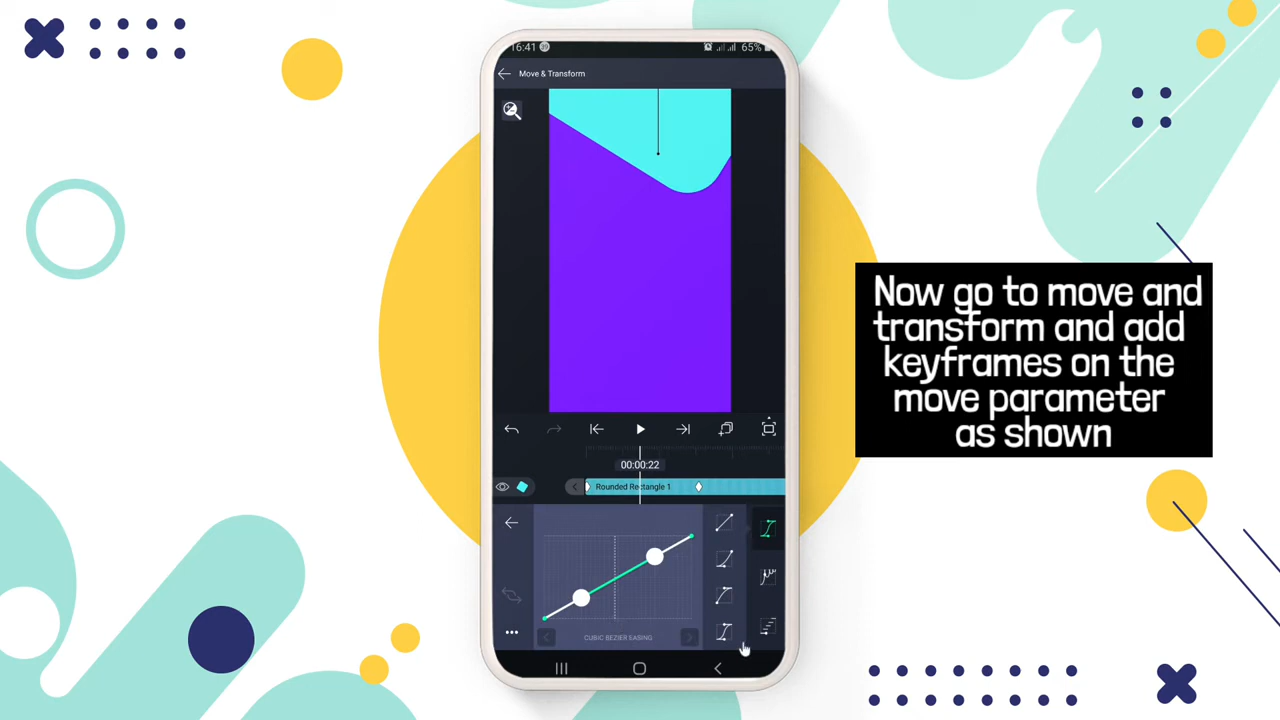 16:41
65%
Move & Transform
Now go to move and
transform and add
keyframes on the
move parameter
as shown
00:00:22
Rounded Rectangle 1
CUBIC BEZIER EASING